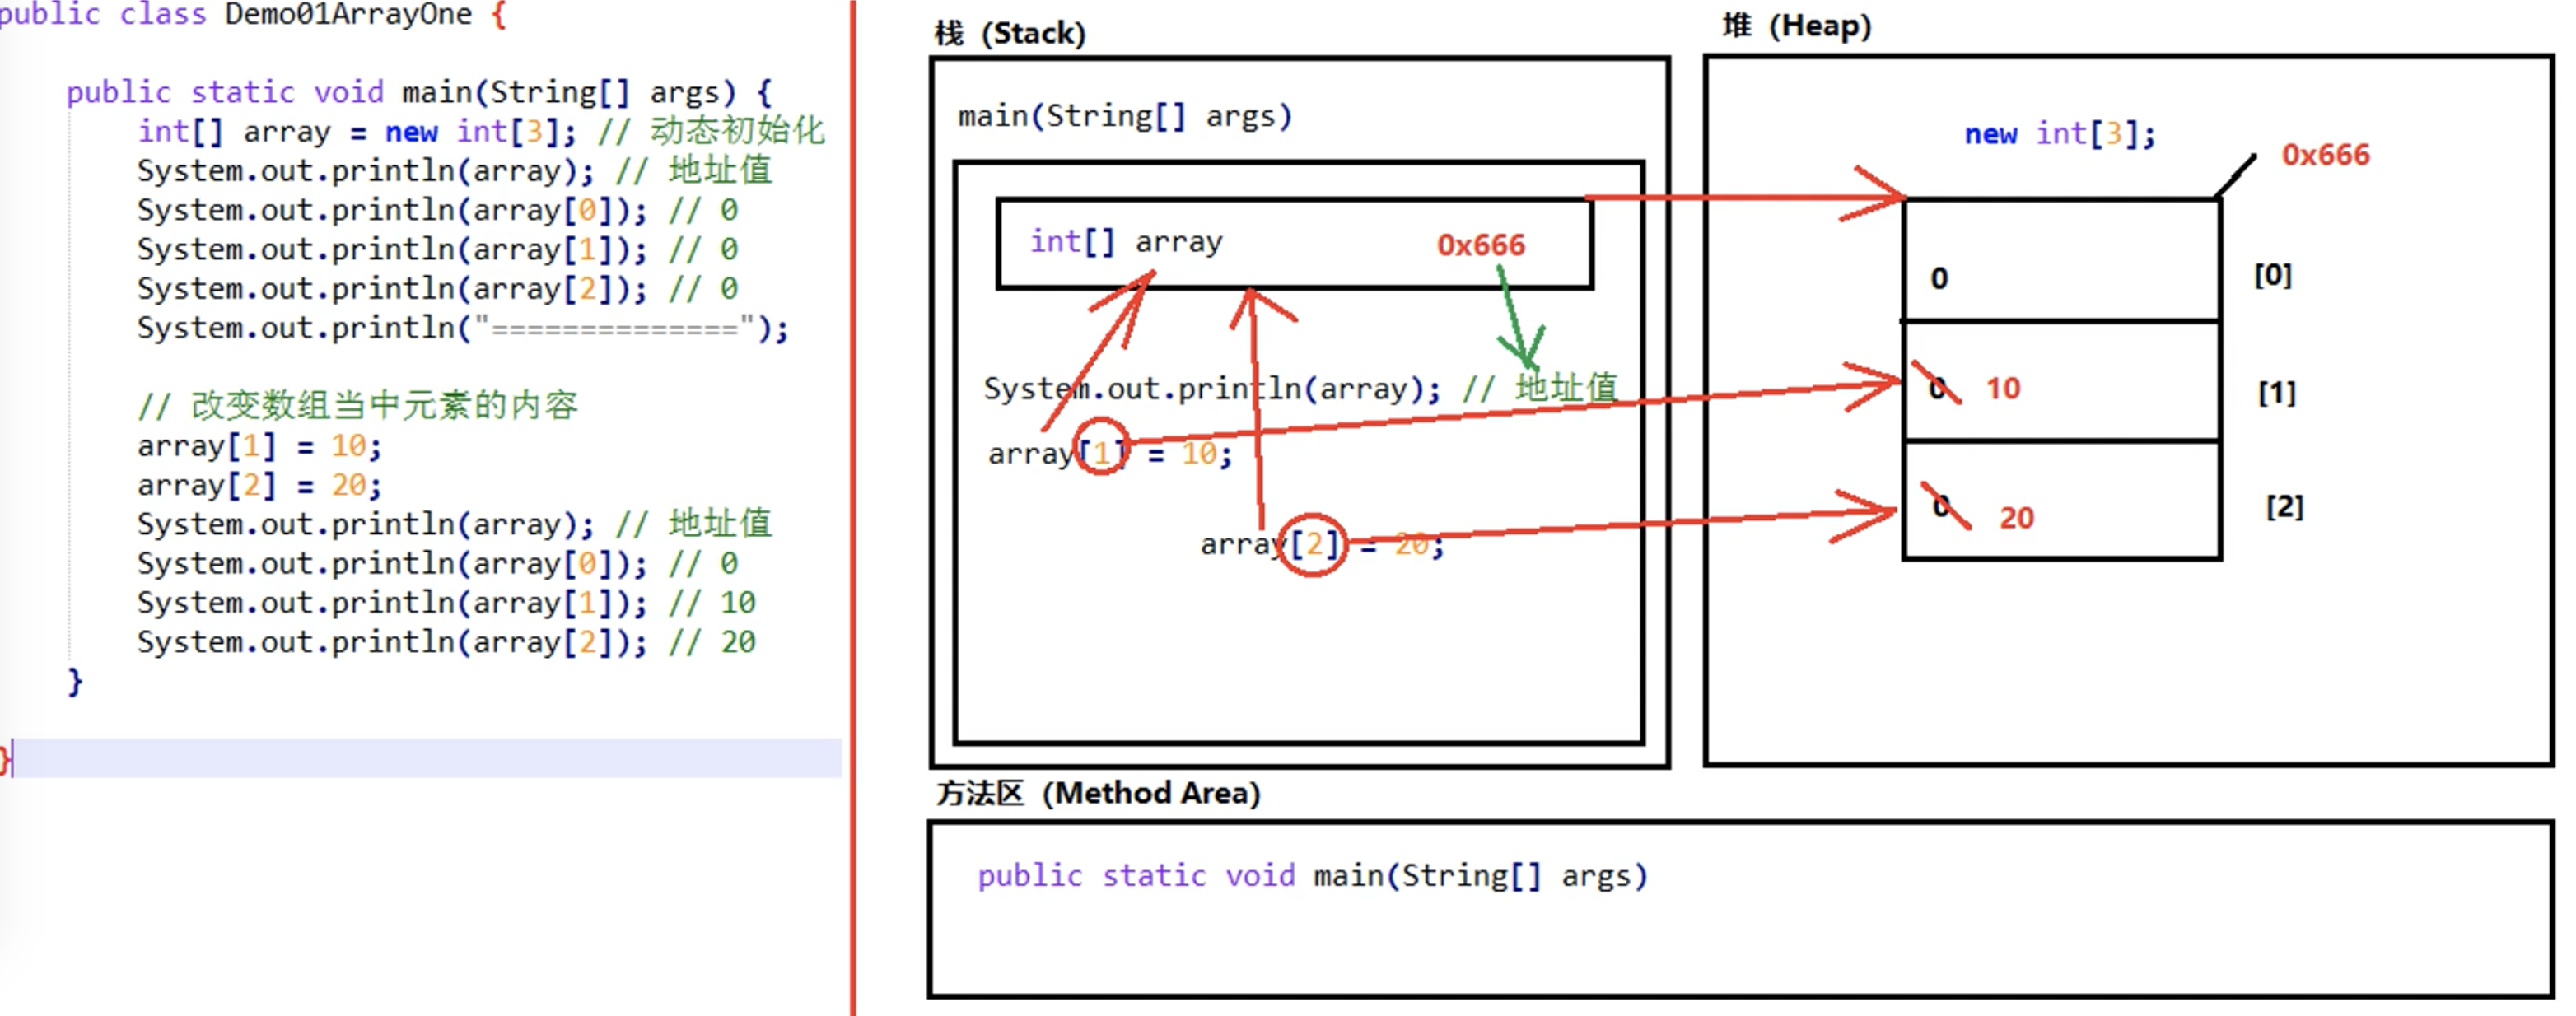 public class Demo01ArrayOne {
public static void main(String[] args) {
int[] array = new int[3]; // 动态初始化
System.out.println(array); // 地址值
System.out.println(array[0]); // 0
System.out.println(array[1]); // 0
System.out.println(array[2]); // 0
System.out.println("==============");
// 改变数组当中元素的内容
array[1] = 10;
array[2] = 20;
System.out.println(array); // 地址值
System.out.println(array[0]); // 0
System.out.println(array[1]); // 10
System.out.println(array[2]); // 20
}
}
栈 (Stack)
main(String[] args)
int[] array 0x666
System.out.println(array); // 地址值
array[1] = 10;
array[2] = 20;
堆 (Heap)
new int[3];
0x666
0 [0]
0 10 [1]
0 20 [2]
方法区 (Method Area)
public static void main(String[] args)